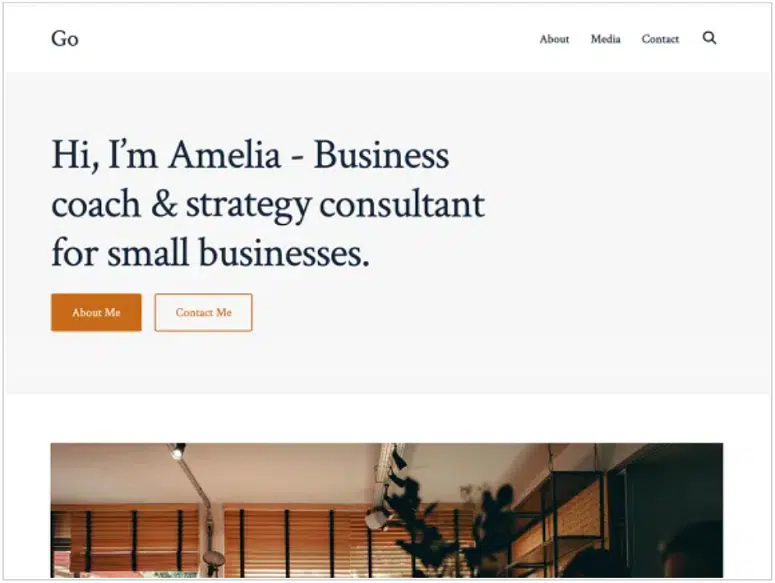 Go
About Media Contact
Hi, I’m Amelia - Business
coach & strategy consultant
for small businesses.
About Me Contact Me